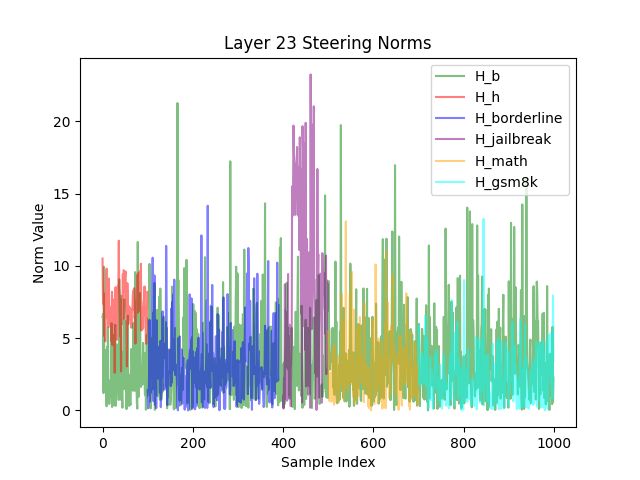 Layer 23 Steering Norms
H_b
H_h
H_borderline
H_jailbreak
H_math
H_gsm8k
Norm Value
20
15
10
5
0
0
200
400
600
800
1000
Sample Index